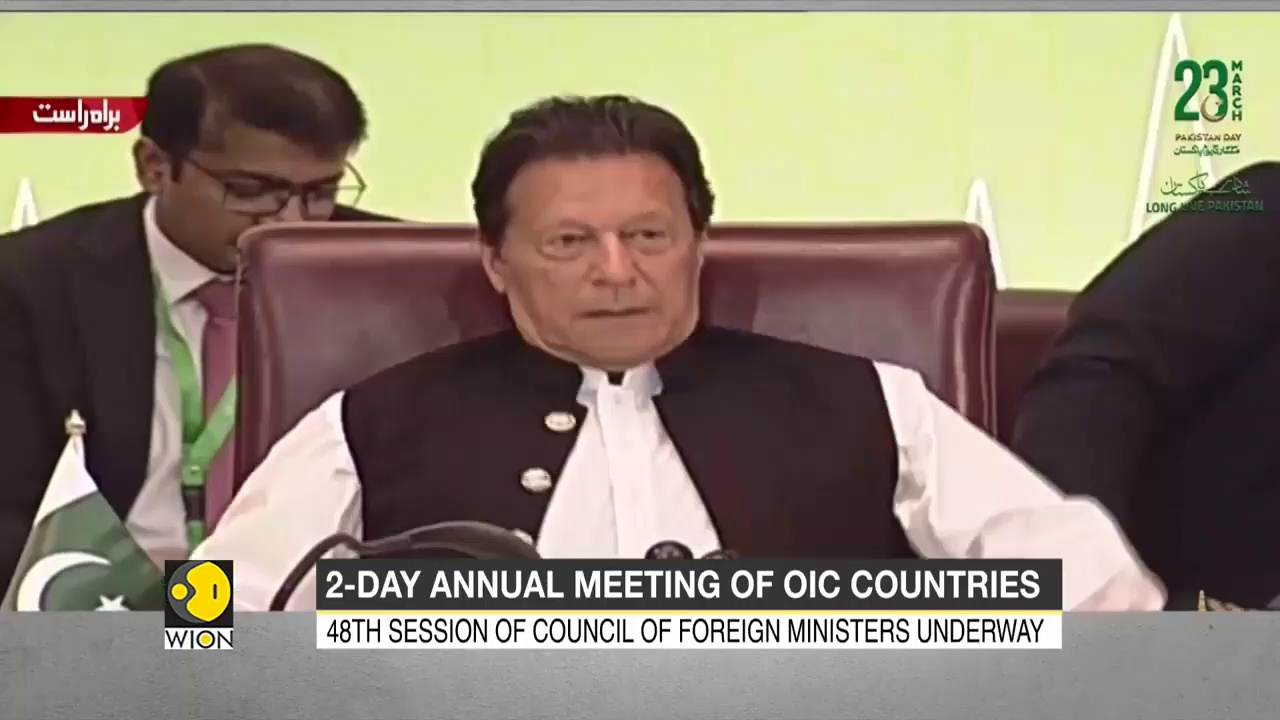 براہ راست
23
MARCH
PAKISTAN DAY
LONG LIVE PAKISTAN
WION
2-DAY ANNUAL MEETING OF OIC COUNTRIES
48TH SESSION OF COUNCIL OF FOREIGN MINISTERS UNDERWAY